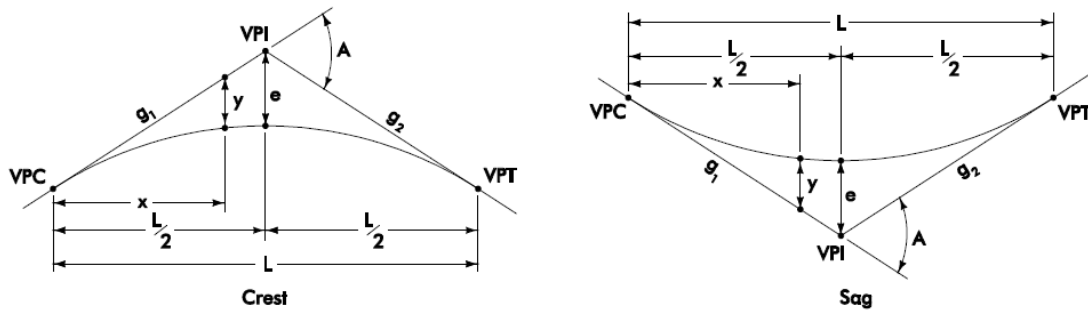 VPI
A
g₁
y
e
g₂
VPC
VPT
x
L/2
L/2
L
Crest
L
L/2
L/2
x
VPC
VPT
g₁
y
e
g₂
A
VPI
Sag